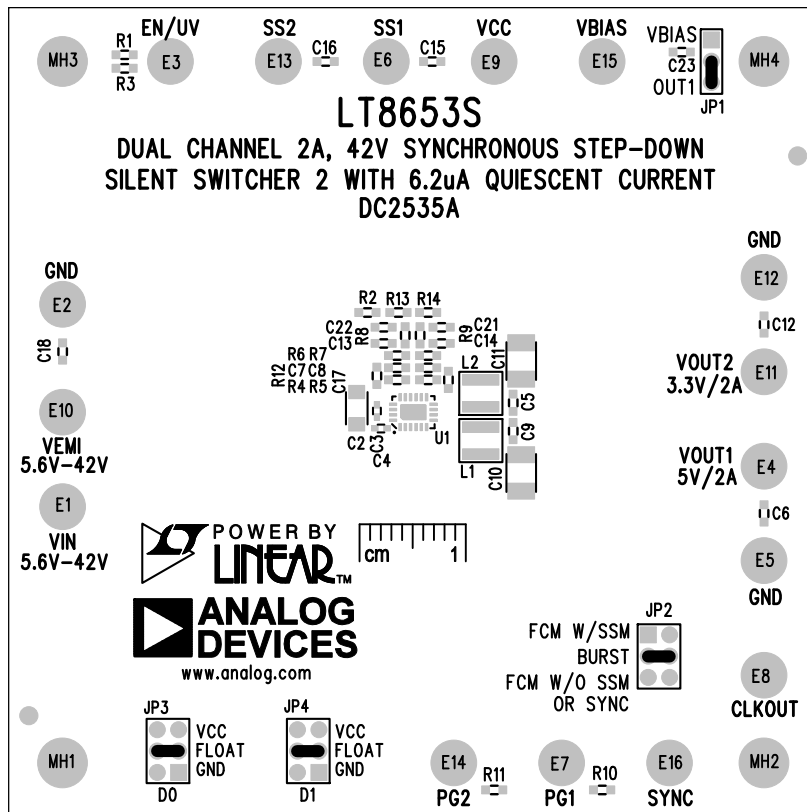 EN/UV SS2 SS1 VCC VBIAS VBIAS
R1 C16 C15
MH3 E3 E13 E6 E9 E15 C23 MH4
R3 OUT1
JP1
LT8653S
DUAL CHANNEL 2A, 42V SYNCHRONOUS STEP-DOWN
SILENT SWITCHER 2 WITH 6.2uA QUIESCENT CURRENT
DC2535A
GND
E12
GND
E2
R2 R13 R14
C22 R8 R9 C21
C13 C14
C12
C18
R6 R7
R12 C7 C8 C17
R4 R5
L2 C11
VOUT2 E11
3.3V/2A
E10
VEMI
5.6V-42V
C2 C3 C4 U1
C5
C9
L1 C10
VOUT1 E4
5V/2A
E1
VIN
5.6V-42V
C6
E5
GND
POWER BY
LINEAR™
cm 1
ANALOG
DEVICES
www.analog.com
JP2
FCM W/SSM
BURST
FCM W/O SSM
OR SYNC
E8
CLKOUT
JP3
VCC
FLOAT
GND
D0
JP4
VCC
FLOAT
GND
D1
MH1 E14 E7 E16 MH2
R11 R10
PG2 PG1 SYNC